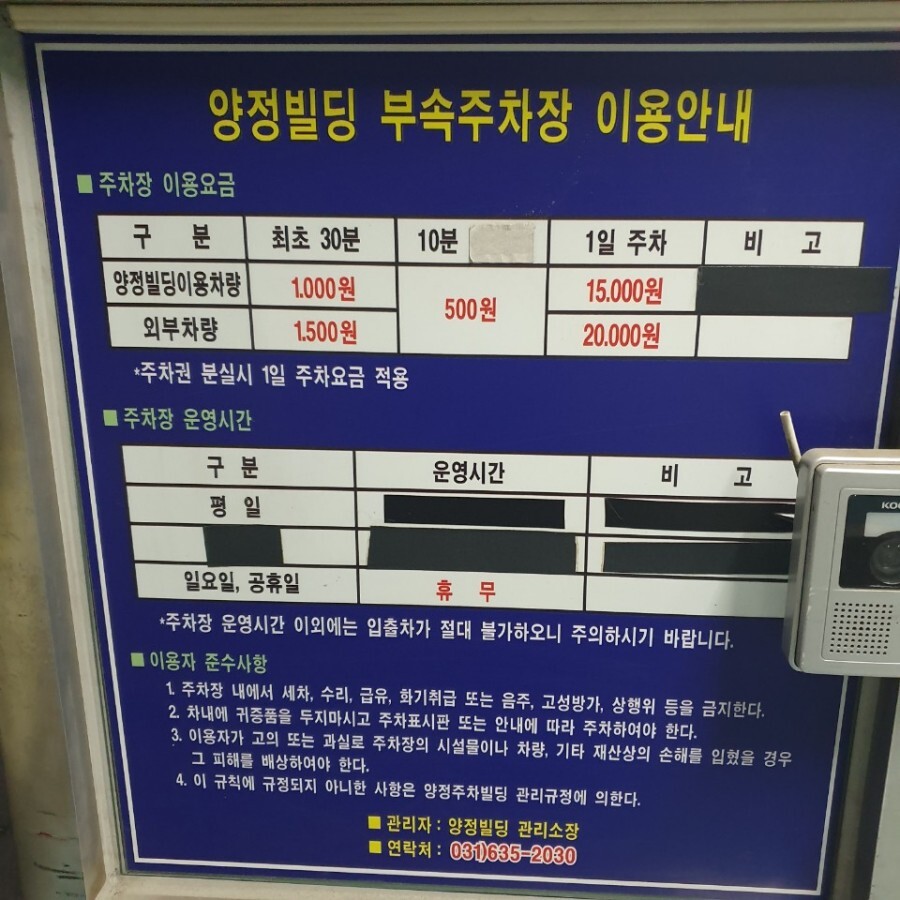 양정빌딩 부속주차장 이용안내
■ 주차장 이용요금
구 분 최초 30분 10분 1일 주차 비 고
양정빌딩이용차량 1.000원 500원 15.000원
외부차량 1.500원 20.000원
*주차권 분실시 1일 주차요금 적용
■ 주차장 운영시간
구 분 운영시간 비 고
평 일
일요일, 공휴일 휴 무
*주차장 운영시간 이외에는 입출차가 절대 불가하오니 주의하시기 바랍니다.
■ 이용자 준수사항
1. 주차장 내에서 세차, 수리, 급유, 화기취급 또는 음주, 고성방가, 상행위 등을 금지한다.
2. 차내에 귀중품을 두지마시고 주차표시판 또는 안내에 따라 주차하여야 한다.
3. 이용자가 고의 또는 과실로 주차장의 시설물이나 차량, 기타 재산상의 손해를 입혔을 경우
그 피해를 배상하여야 한다.
4. 이 규칙에 규정되지 아니한 사항은 양정주차빌딩 관리규정에 의한다.
■ 관리자 : 양정빌딩 관리소장
■ 연락처 : 031)635-2030